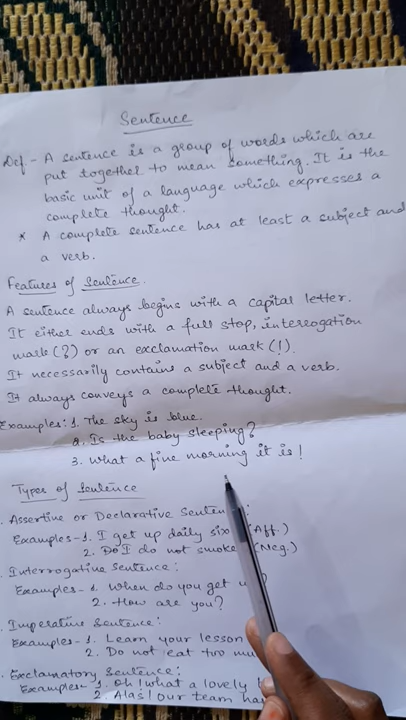 Sentence
Def - A sentence is a group of words which are
put together to mean something. It is the
basic unit of a language which expresses a
complete thought.
* A complete sentence has at least a subject and
a verb.
Features of Sentence.
A sentence always begins with a capital letter.
It either ends with a full stop, interrogation
mark (?) or an exclamation mark (!).
It necessarily contains a subject and a verb.
It always conveys a complete thought.
Examples: 1. The sky is blue.
2. Is the baby sleeping?
3. What a fine morning it is!
Types of Sentence
. Assertive or Declarative Sentence:
Examples - 1. I get up daily six (Aff.)
2. I do not smoke (Neg.)
. Interrogative Sentence:
Examples - 1. When do you get ?
2. How are you?
. Imperative Sentence:
Examples - 1. Learn your lesson
2. Do not eat too
. Exclamatory Sentence:
Examples - 1. Oh! what a lovely
2. Alas! our team has